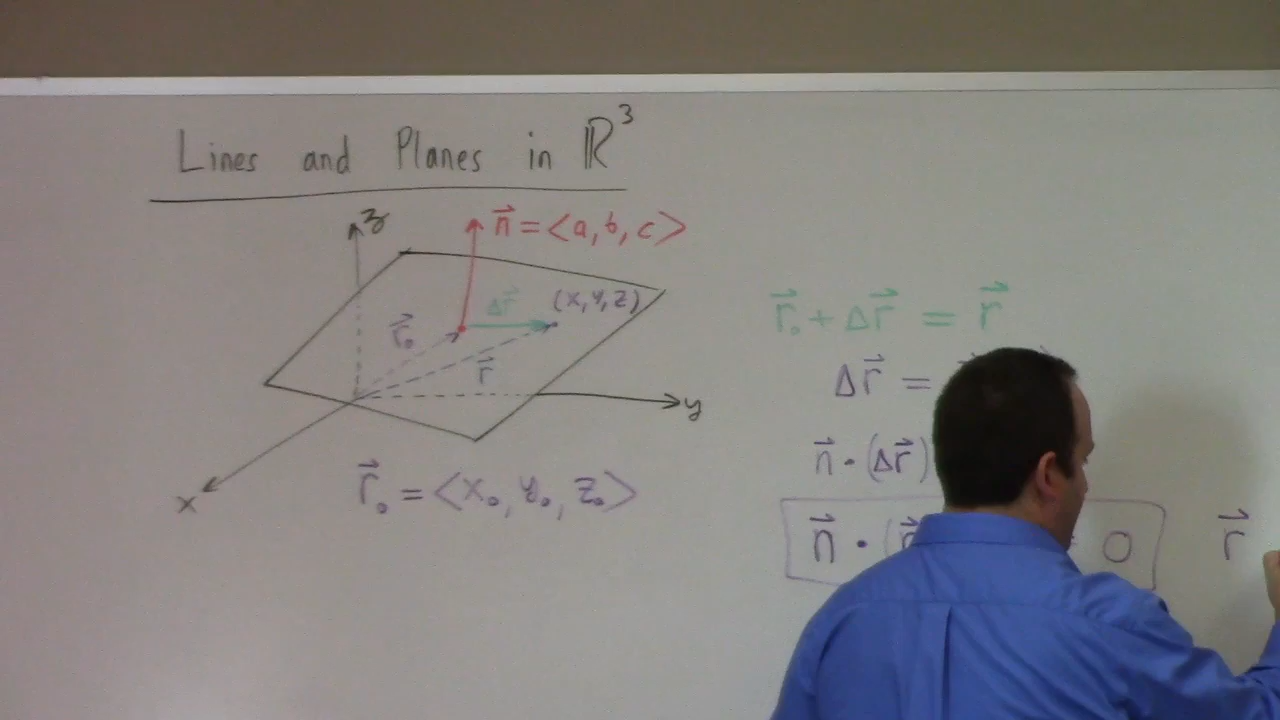 Lines and Planes in ℝ³
z
n⃗ = <a, b, c>
Δr⃗
(x, y, z)
r⃗₀
r⃗
y
x
r⃗₀ = <x₀, y₀, z₀>
r⃗₀ + Δr⃗ = r⃗
Δr⃗ =
n⃗ · (Δr⃗)
n⃗ · ( 0
r⃗